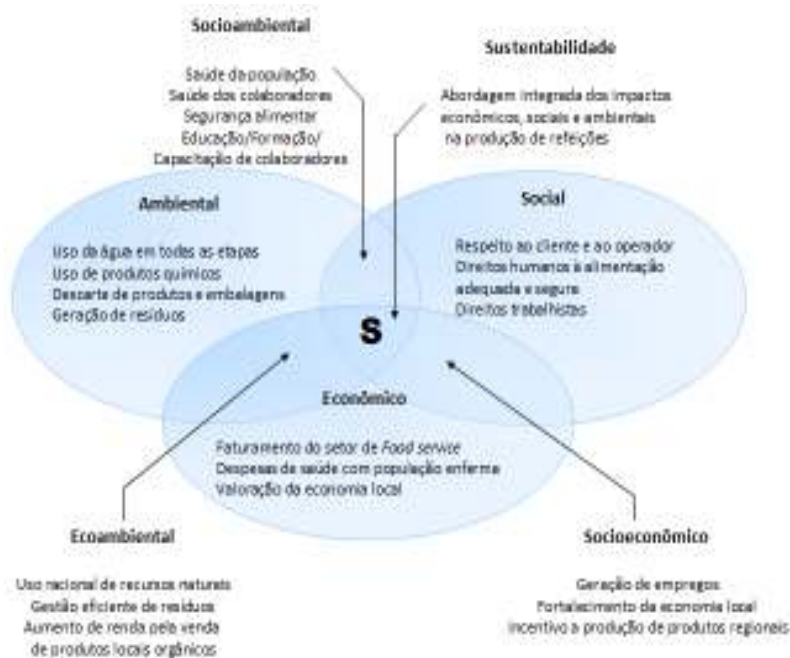 Socioambiental
Saúde da população
Saúde dos colaboradores
Segurança alimentar
Educação/Formação/
Capacitação de colaboradores
Sustentabilidade
Abordagem integrada dos impactos
econômicos, sociais e ambientais
na produção de refeições
Ambiental
Uso da água em todas as etapas
Uso de produtos químicos
Descarte de produtos e embalagens
Geração de resíduos
Social
Respeito ao cliente e ao operador
Direitos humanos à alimentação
adequada e segura
Direitos trabalhistas
S
Econômico
Faturamento do setor de Food service
Despesas de saúde com população enferma
Valoração da economia local
Ecoambiental
Uso racional de recursos naturais
Gestão eficiente de resíduos
Aumento de renda pela venda
de produtos locais orgânicos
Socioeconômico
Geração de empregos
Fortalecimento da economia local
Incentivo a produção de produtos regionais